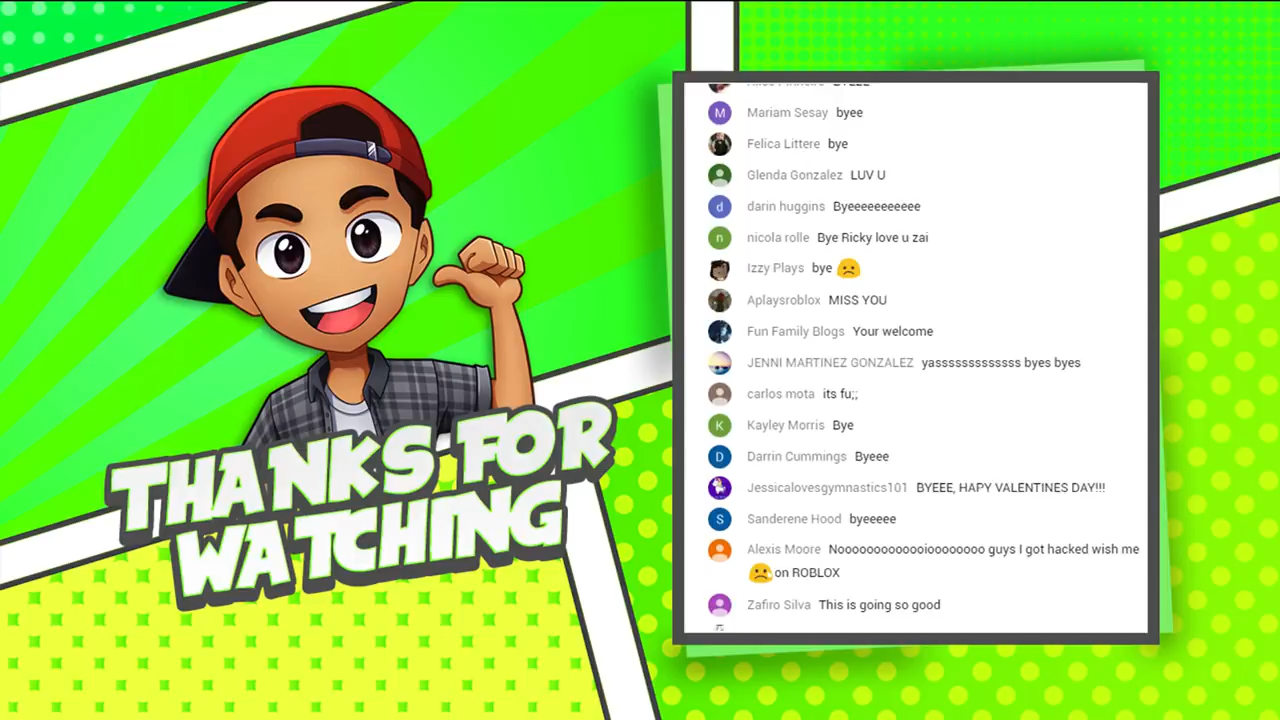 THANKS FOR
WATCHING
Mariam Sesay byee
Felica Littere bye
Glenda Gonzalez LUV U
darin huggins Byeeeeeeeeeee
nicola rolle Bye Ricky love u zai
Izzy Plays bye ☹️
Aplaysroblox MISS YOU
Fun Family Blogs Your welcome
JENNI MARTINEZ GONZALEZ yasssssssssssss byes byes
carlos mota its fu;;
Kayley Morris Bye
Darrin Cummings Byeee
Jessicalovesgymnastics101 BYEEE, HAPY VALENTINES DAY!!!
Sanderene Hood byeeeee
Alexis Moore Noooooooooooioooooooo guys I got hacked wish me
☹️ on ROBLOX
Zafiro Silva This is going so good